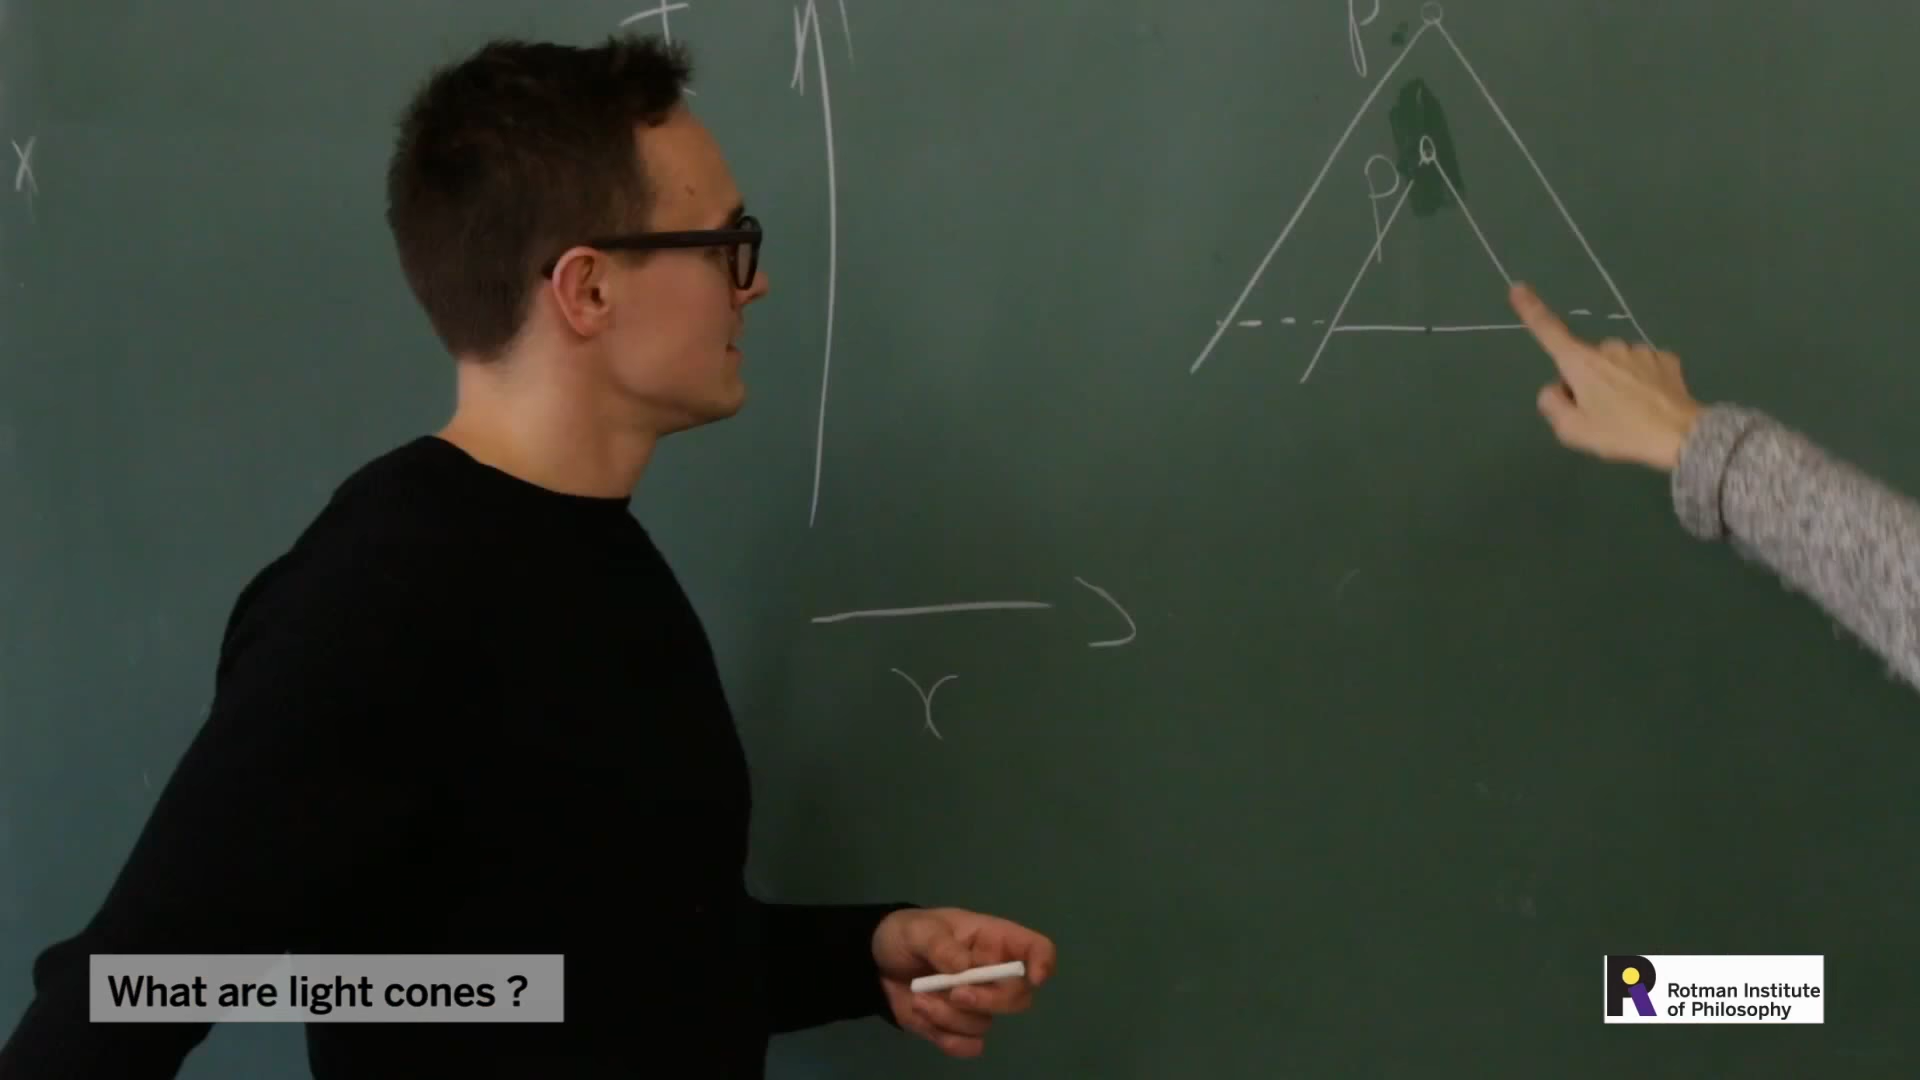 t
x
P
P
x
What are light cones ?
Rotman Institute
of Philosophy